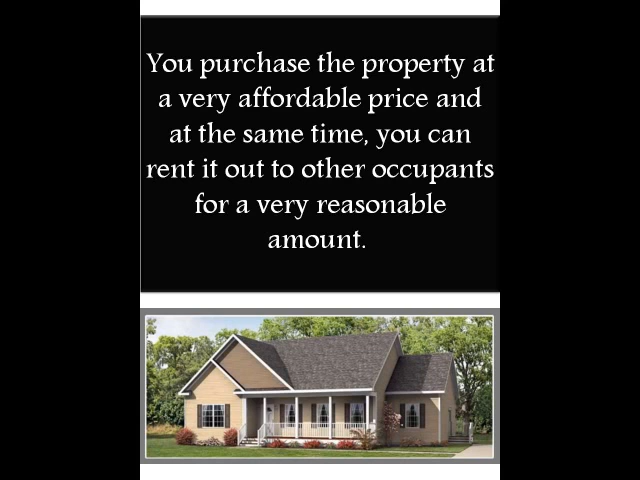 You purchase the property at
a very affordable price and
at the same time, you can
rent it out to other occupants
for a very reasonable
amount.